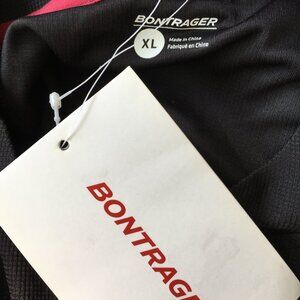 BONTRAGER
XL
Made in China
Fabriqué en Chine
BONTRAGER